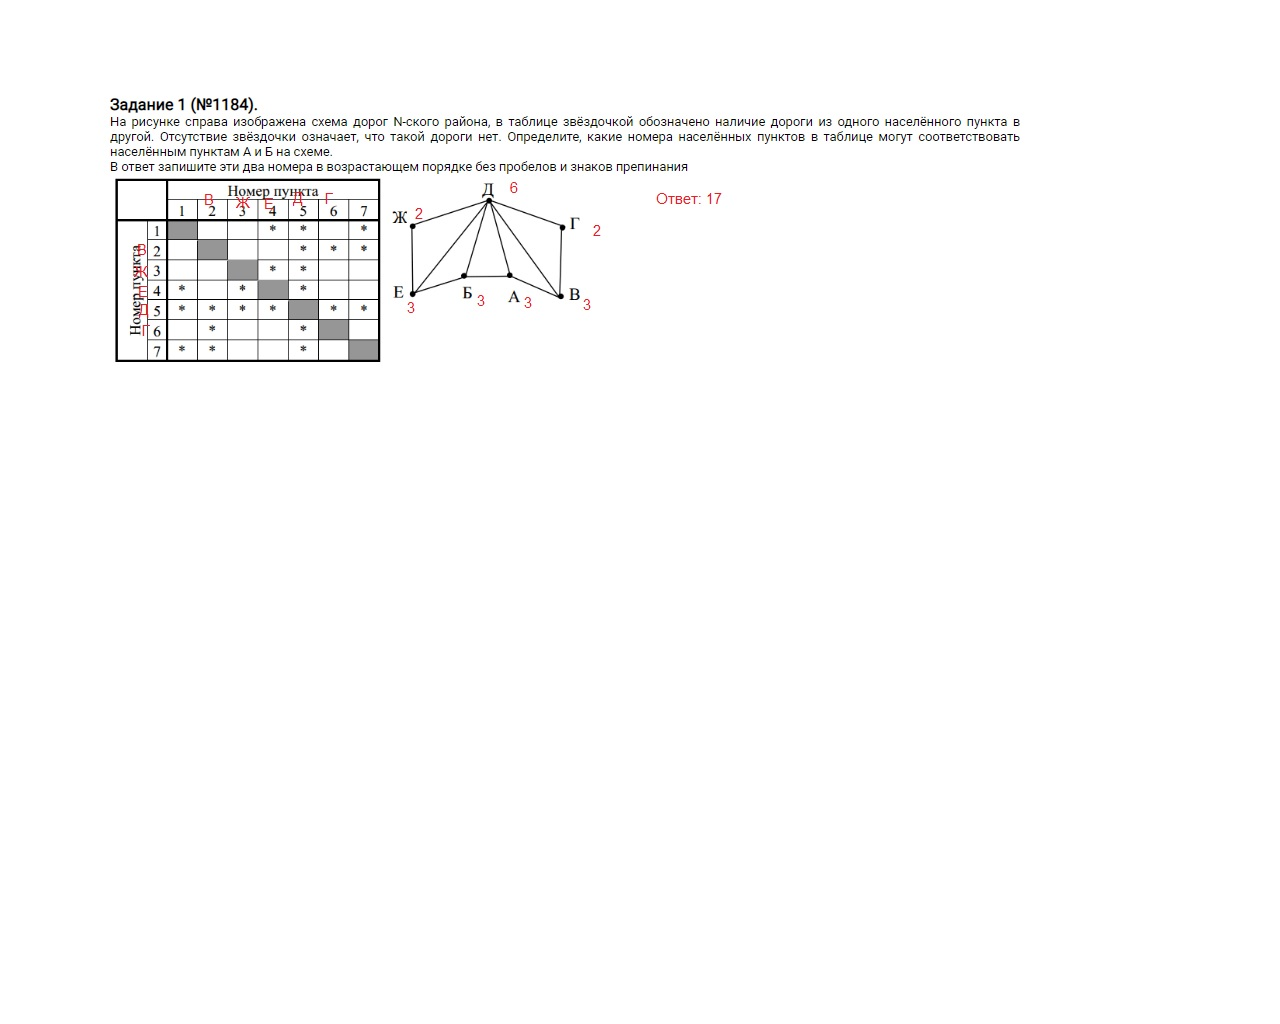 Задание 1 (№1184).
На рисунке справа изображена схема дорог N-ского района, в таблице звёздочкой обозначено наличие дороги из одного населённого пункта в
другой. Отсутствие звёздочки означает, что такой дороги нет. Определите, какие номера населённых пунктов в таблице могут соответствовать
населённым пунктам А и Б на схеме.
В ответ запишите эти два номера в возрастающем порядке без пробелов и знаков препинания
Номер пункта
В Ж Е Д Г
1 2 3 4 5 6 7
Номер пункта
1 * * *
В 2 * * *
Ж 3 * *
Е 4 * * *
Д 5 * * * * * *
Г 6 * *
7 * * *
Д 6
Ж 2
Г 2
Е 3
Б 3
А 3
В 3
Ответ: 17